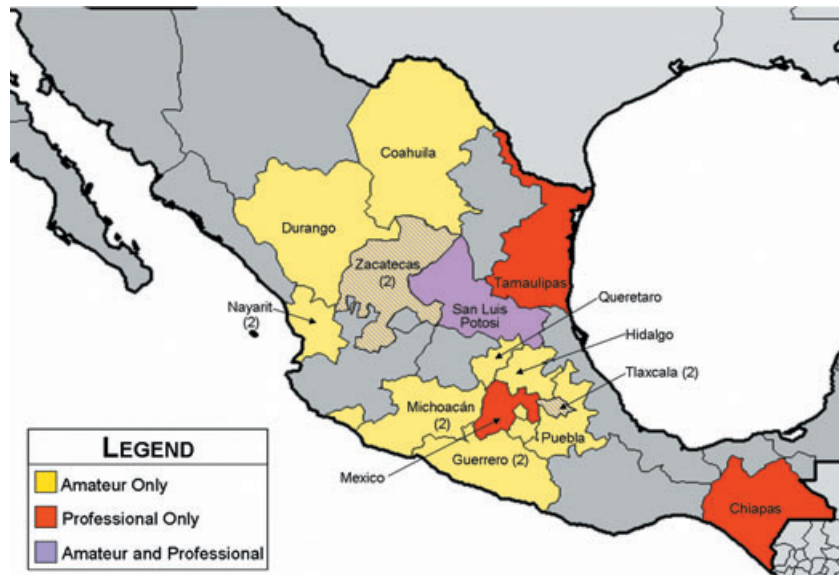 Coahuila
Durango
Zacatecas
(2)
Tamaulipas
Nayarit
(2)
San Luis
Potosi
Queretaro
Hidalgo
Tlaxcala (2)
Michoacán
(2)
Puebla
Mexico
Guerrero (2)
Chiapas
LEGEND
Amateur Only
Professional Only
Amateur and Professional